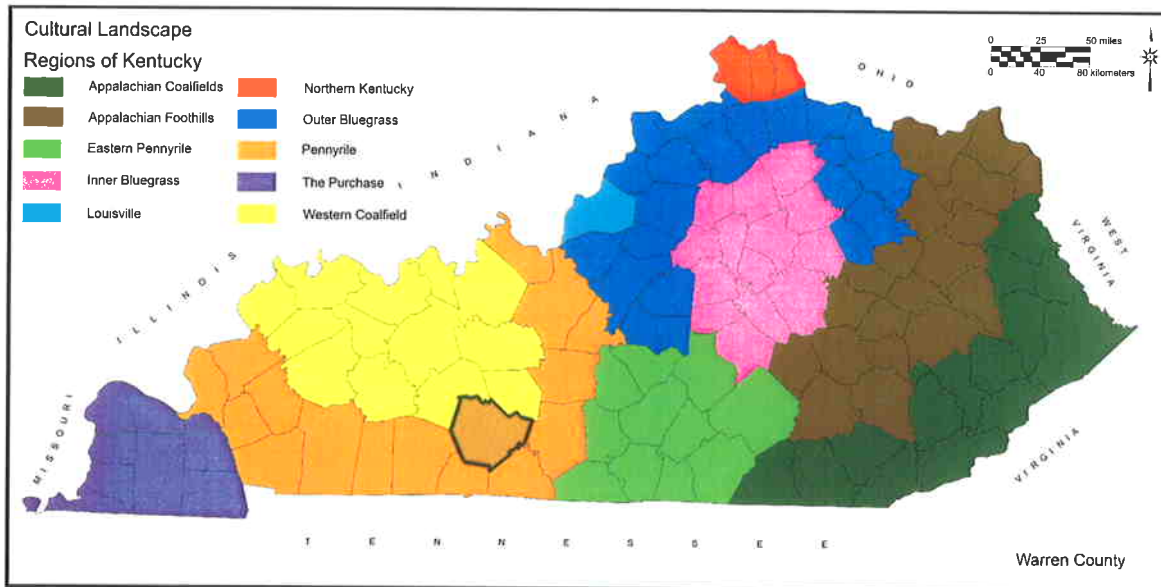 Cultural Landscape
Regions of Kentucky
Appalachian Coalfields
Northern Kentucky
Appalachian Foothills
Outer Bluegrass
Eastern Pennyrile
Pennyrile
Inner Bluegrass
The Purchase
Louisville
Western Coalfield
0 25 50 miles
0 40 80 kilometers
OHIO
INDIANA
ILLINOIS
WEST
VIRGINIA
MISSOURI
VIRGINIA
TENNESSEE
Warren County